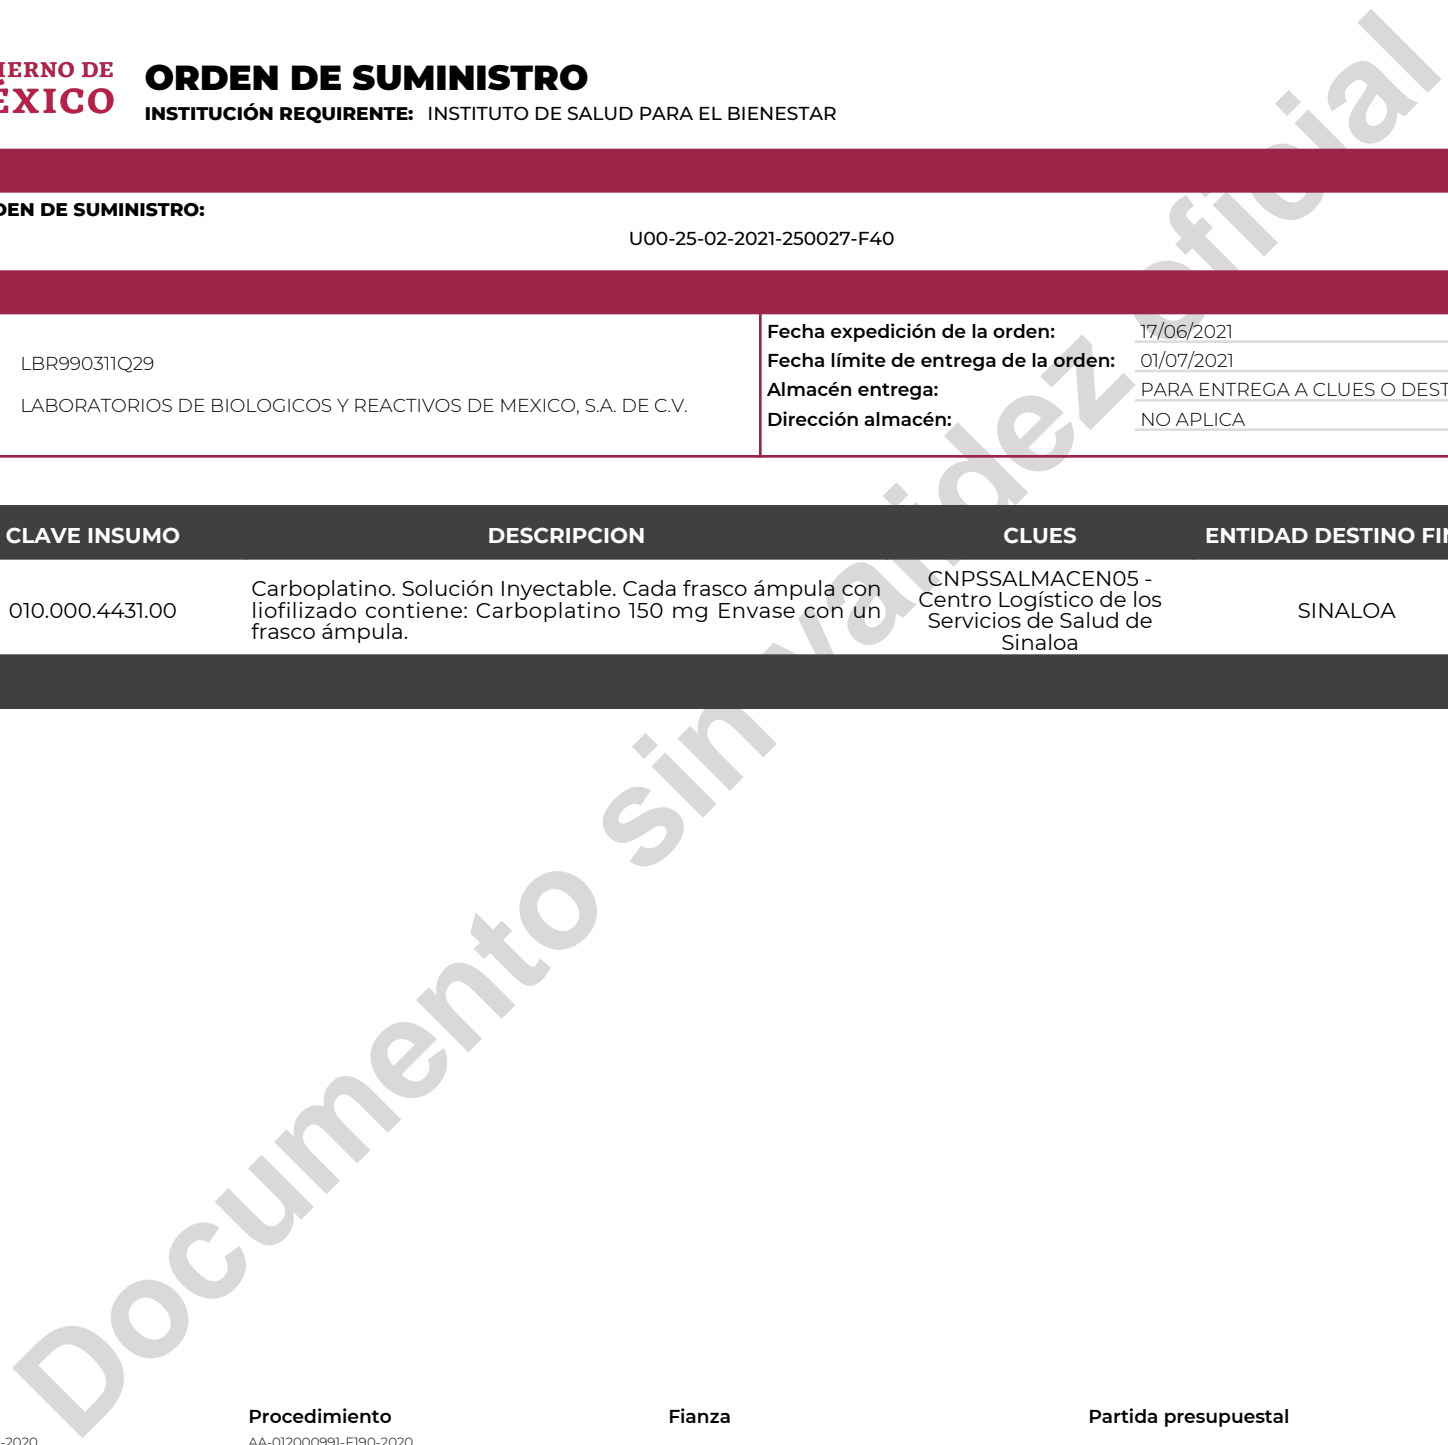 IERNO DE
ÉXICO
ORDEN DE SUMINISTRO
INSTITUCIÓN REQUIRENTE: INSTITUTO DE SALUD PARA EL BIENESTAR
DEN DE SUMINISTRO:
U00-25-02-2021-250027-F40
LBR990311Q29
LABORATORIOS DE BIOLOGICOS Y REACTIVOS DE MEXICO, S.A. DE C.V.
Fecha expedición de la orden: 17/06/2021
Fecha límite de entrega de la orden: 01/07/2021
Almacén entrega: PARA ENTREGA A CLUES O DEST
Dirección almacén: NO APLICA
CLAVE INSUMO DESCRIPCION CLUES ENTIDAD DESTINO FIN
010.000.4431.00
Carboplatino. Solución Inyectable. Cada frasco ámpula con
liofilizado contiene: Carboplatino 150 mg Envase con un
frasco ámpula.
CNPSSALMACEN05 -
Centro Logístico de los
Servicios de Salud de
Sinaloa
SINALOA
Documento sin validez oficial
Procedimiento Fianza Partida presupuestal
-2020 AA-012000991-E190-2020